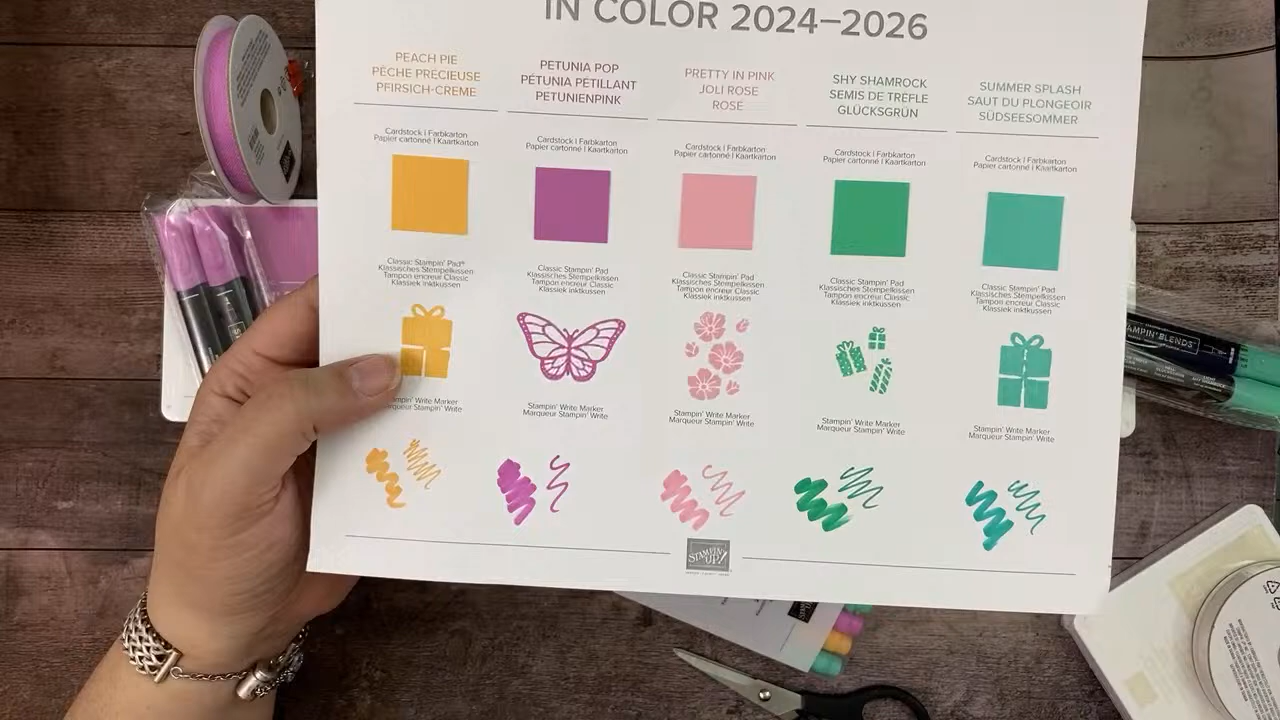 IN COLOR 2024–2026
PEACH PIE
PÊCHE PRÉCIEUSE
PFIRSICH-CREME
PETUNIA POP
PÉTUNIA PÉTILLANT
PETUNIENPINK
PRETTY IN PINK
JOLI ROSE
ROSÉ
SHY SHAMROCK
SEMIS DE TRÈFLE
GLÜCKSGRÜN
SUMMER SPLASH
SAUT DU PLONGEOIR
SÜDSEESOMMER
Cardstock | Farbkarton
Papier cartonné | Kaartkarton
Cardstock | Farbkarton
Papier cartonné | Kaartkarton
Cardstock | Farbkarton
Papier cartonné | Kaartkarton
Cardstock | Farbkarton
Papier cartonné | Kaartkarton
Cardstock | Farbkarton
Papier cartonné | Kaartkarton
Classic Stampin' Pad®
Klassisches Stempelkissen
Tampon encreur Classic
Klassiek inktkussen
Classic Stampin' Pad
Klassisches Stempelkissen
Tampon encreur Classic
Klassiek inktkussen
Classic Stampin' Pad
Klassisches Stempelkissen
Tampon encreur Classic
Klassiek inktkussen
Classic Stampin' Pad
Klassisches Stempelkissen
Tampon encreur Classic
Klassiek inktkussen
Classic Stampin' Pad
Klassisches Stempelkissen
Tampon encreur Classic
Klassiek inktkussen
Write Marker
Stampin' Write
Stampin' Write Marker
Marqueur Stampin' Write
Stampin' Write Marker
Marqueur Stampin' Write
Stampin' Write Marker
Marqueur Stampin' Write
Stampin' Write Marker
Marqueur Stampin' Write
STAMPIN' UP!
STAMPIN' BLENDS